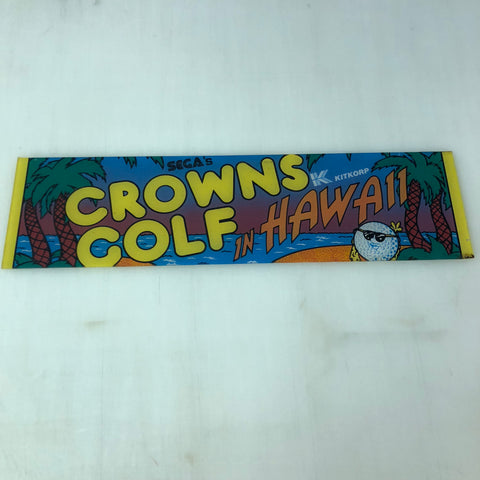 SEGA's
CROWNS
K KITKORP
GOLF IN HAWAII